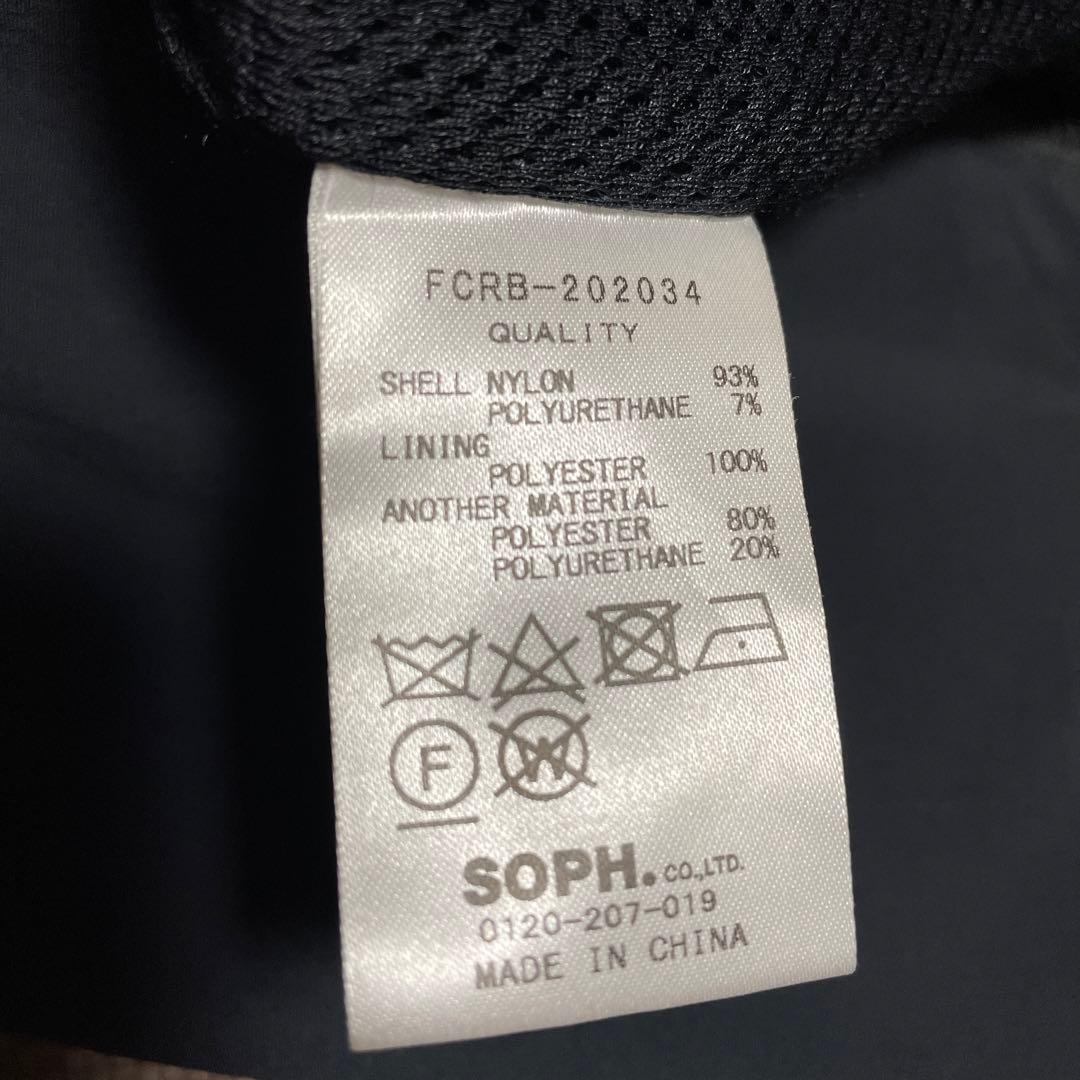 FCRB-202034
QUALITY
SHELL NYLON 93%
POLYURETHANE 7%
LINING
POLYESTER 100%
ANOTHER MATERIAL
POLYESTER 80%
POLYURETHANE 20%
F W
SOPH. CO.,LTD.
0120-207-019
MADE IN CHINA